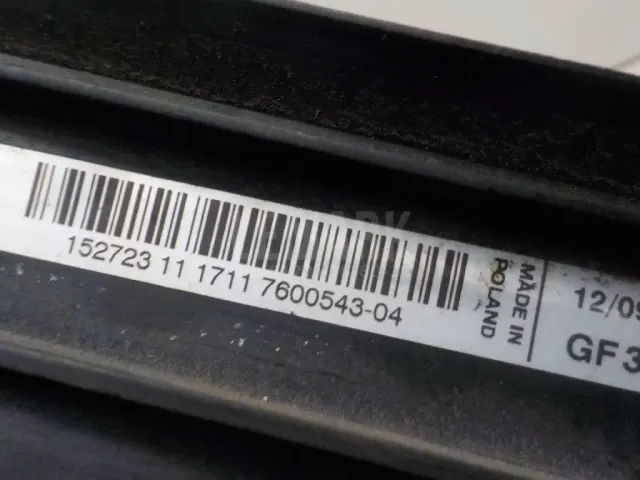 152723 11 1711 7600543-04
MADE IN
POLAND
12/09
GF3